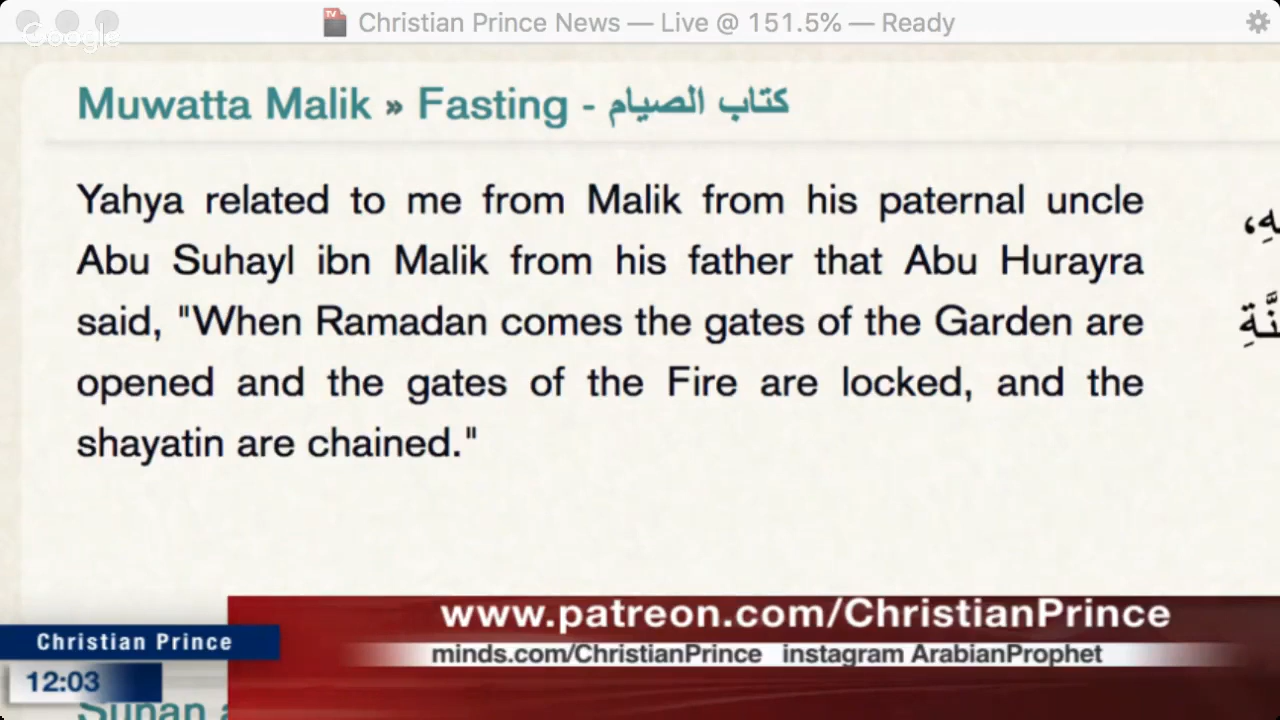 Christian Prince News — Live @ 151.5% — Ready
Google
Muwatta Malik » Fasting - كتاب الصيام
Yahya related to me from Malik from his paternal uncle
Abu Suhayl ibn Malik from his father that Abu Hurayra
said, "When Ramadan comes the gates of the Garden are
opened and the gates of the Fire are locked, and the
shayatin are chained."
www.patreon.com/ChristianPrince
Christian Prince
minds.com/ChristianPrince instagram ArabianProphet
12:03
Sunan